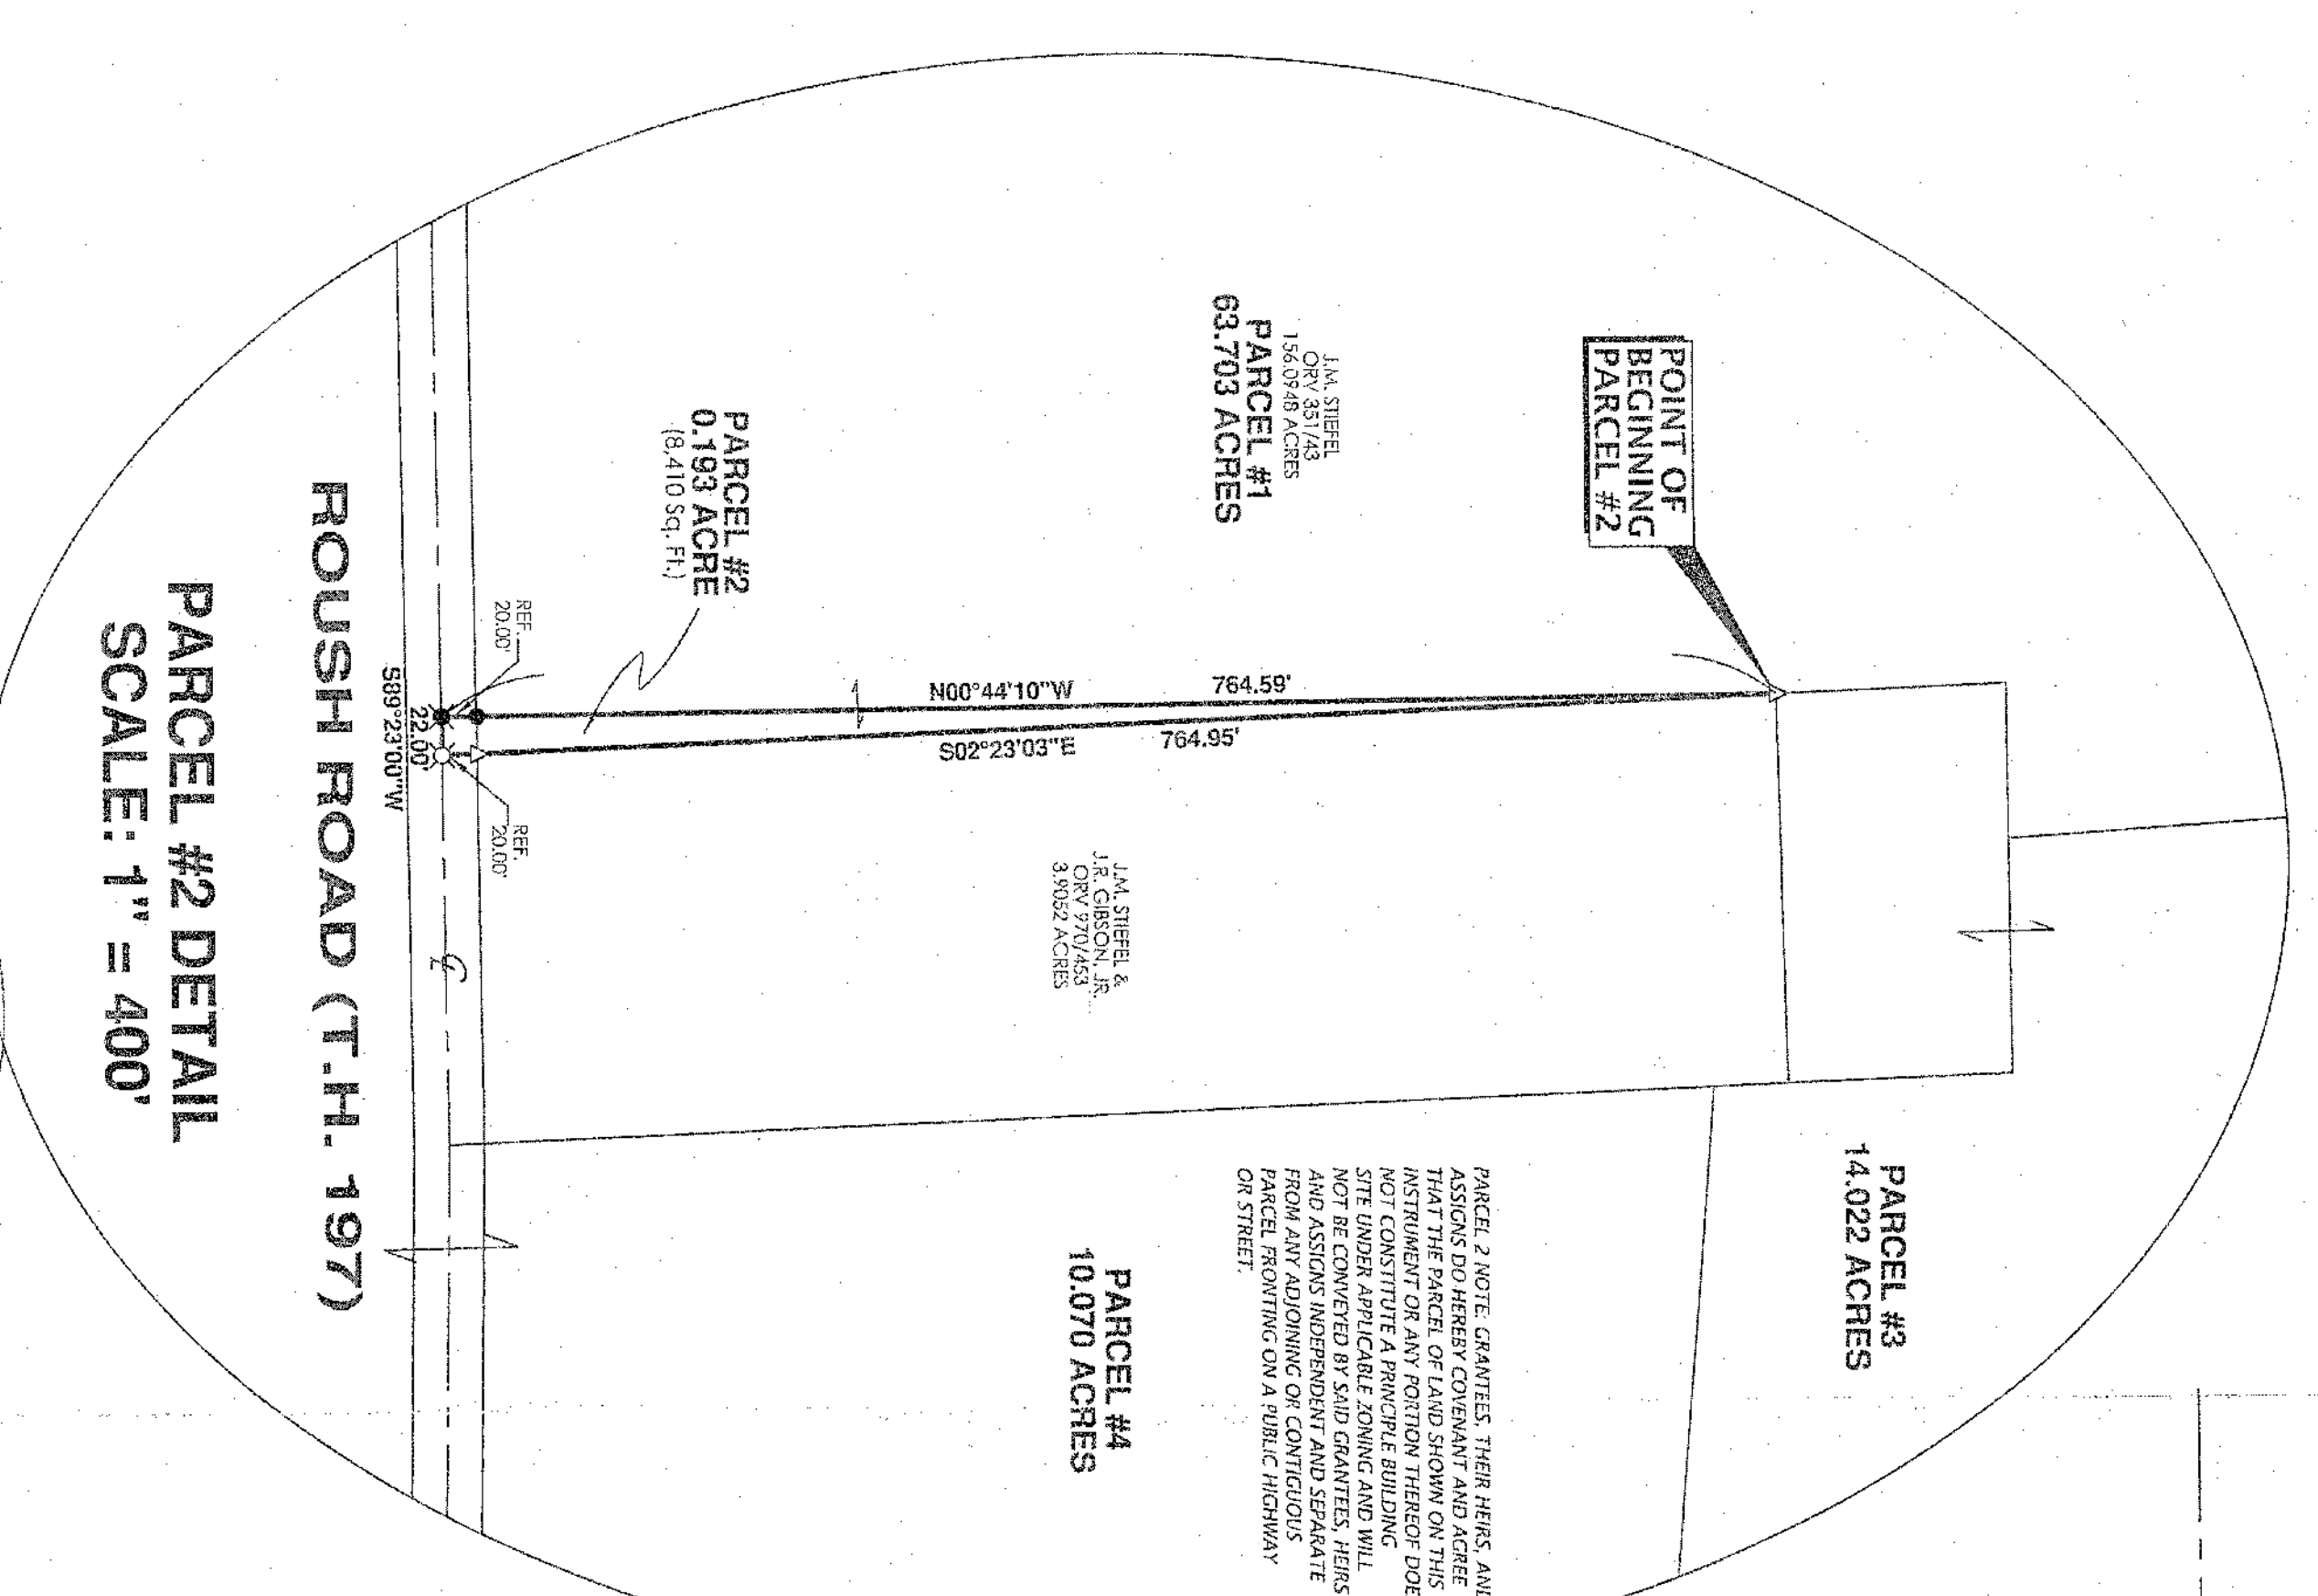 POINT OF
BEGINNING
PARCEL #2
J.M. STIEFEL
ORV 351/43
156.0948 ACRES
PARCEL #1
63.703 ACRES
PARCEL #3
14.022 ACRES
N00°44'10"W 764.59'
S02°23'03"E 764.95'
J.M. STIEFEL &
J.R. GIBSON, JR.
ORV 970/453
3.9052 ACRES
PARCEL 2 NOTE: GRANTEES, THEIR HEIRS, AND
ASSIGNS DO HEREBY COVENANT AND AGREE
THAT THE PARCEL OF LAND SHOWN ON THIS
INSTRUMENT OR ANY PORTION THEREOF DOE
NOT CONSTITUTE A PRINCIPLE BUILDING
SITE UNDER APPLICABLE ZONING AND WILL
NOT BE CONVEYED BY SAID GRANTEES, HEIRS
AND ASSIGNS INDEPENDENT AND SEPARATE
FROM ANY ADJOINING OR CONTIGUOUS
PARCEL FRONTING ON A PUBLIC HIGHWAY
OR STREET.
PARCEL #4
10.070 ACRES
PARCEL #2
0.193 ACRE
(8,410 Sq. Ft.)
REF.
20.00'
REF.
20.00'
22.00'
S89°23'00"W
ROUSH ROAD (T.H. 197)
PARCEL #2 DETAIL
SCALE: 1" = 400'